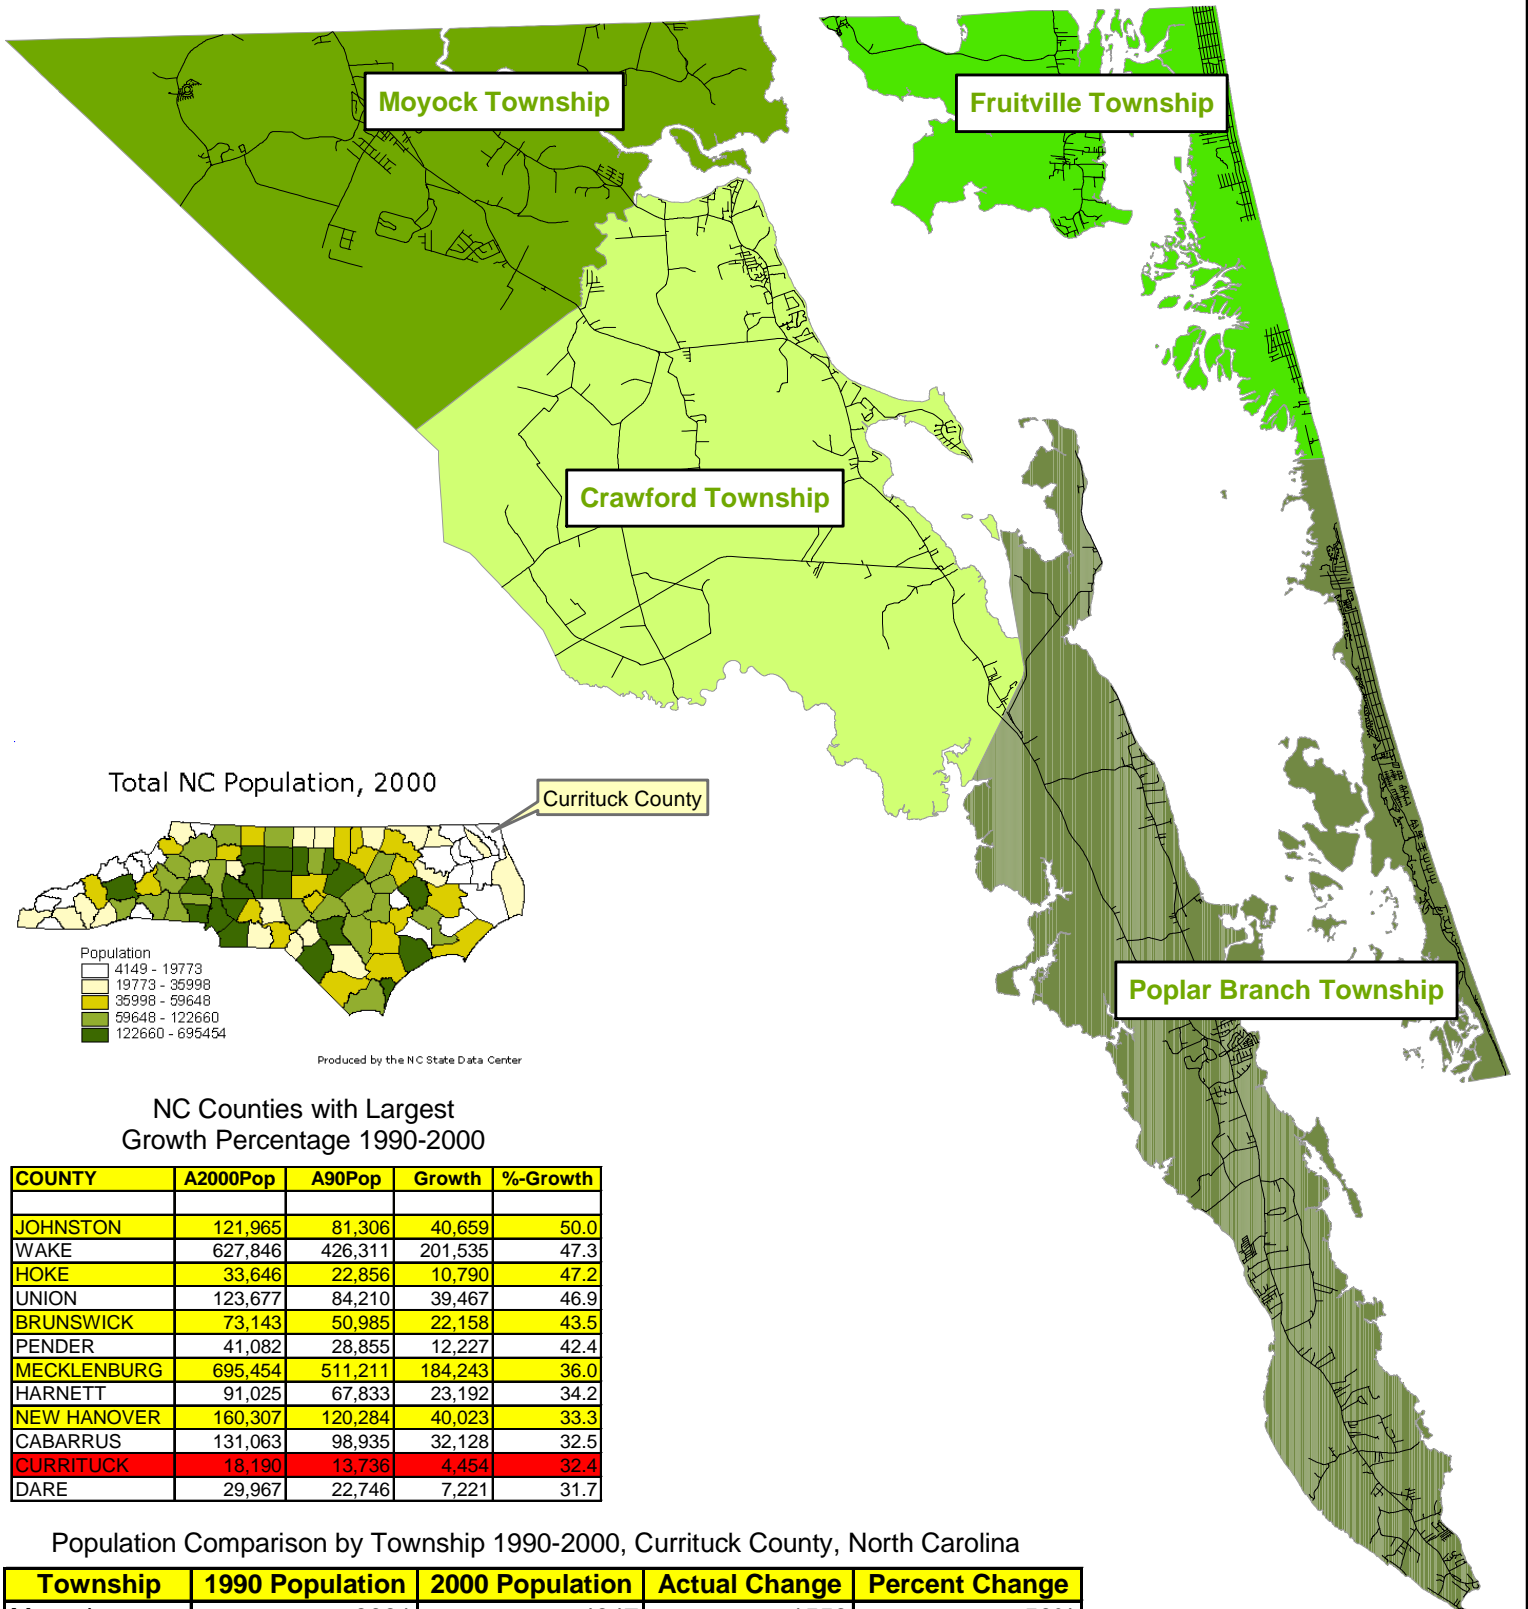 Moyock Township
Fruitville Township
Crawford Township
Total NC Population, 2000
Currituck County
Population
4149 - 19773
19773 - 35998
35998 - 59648
59648 - 122660
122660 - 695454
Produced by the NC State Data Center
Poplar Branch Township
NC Counties with Largest
Growth Percentage 1990-2000
COUNTY A2000Pop A90Pop Growth %-Growth
JOHNSTON 121,965 81,306 40,659 50.0
WAKE 627,846 426,311 201,535 47.3
HOKE 33,646 22,856 10,790 47.2
UNION 123,677 84,210 39,467 46.9
BRUNSWICK 73,143 50,985 22,158 43.5
PENDER 41,082 28,855 12,227 42.4
MECKLENBURG 695,454 511,211 184,243 36.0
HARNETT 91,025 67,833 23,192 34.2
NEW HANOVER 160,307 120,284 40,023 33.3
CABARRUS 131,063 98,935 32,128 32.5
CURRITUCK 18,190 13,736 4,454 32.4
DARE 29,967 22,746 7,221 31.7
Population Comparison by Township 1990-2000, Currituck County, North Carolina
Township 1990 Population 2000 Population Actual Change Percent Change